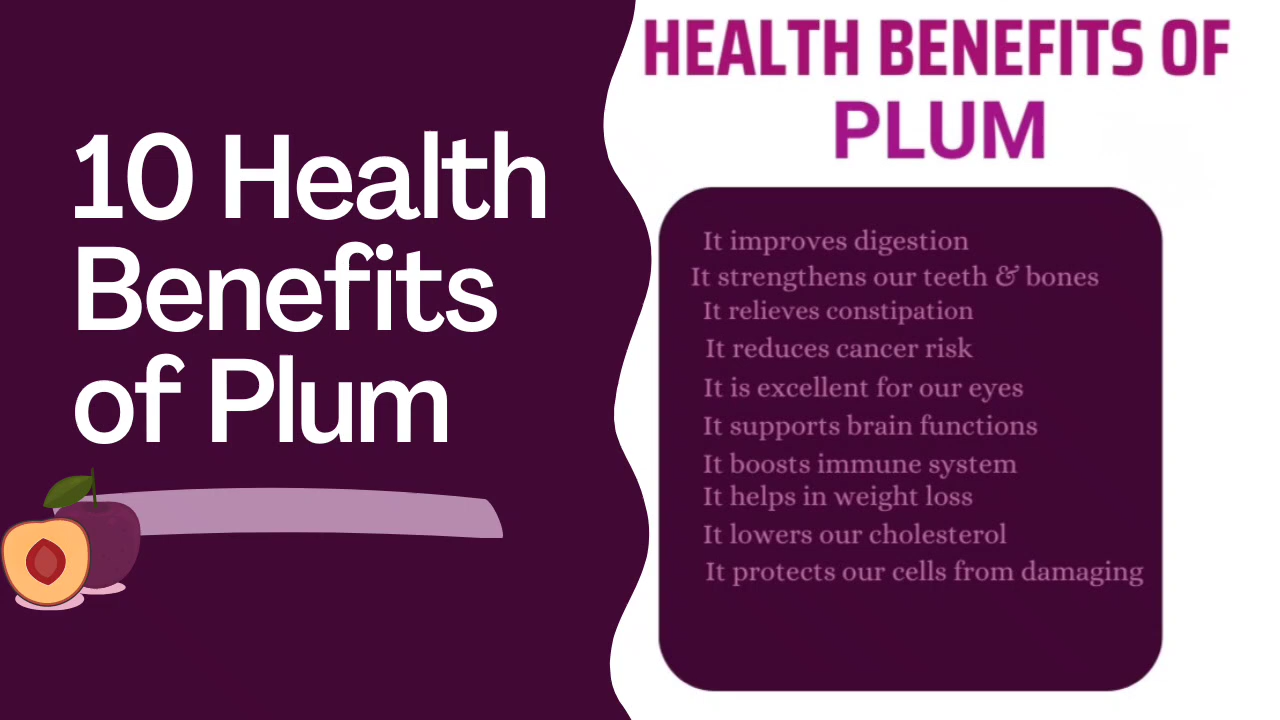 10 Health
Benefits
of Plum
HEALTH BENEFITS OF
PLUM
It improves digestion
It strengthens our teeth & bones
It relieves constipation
It reduces cancer risk
It is excellent for our eyes
It supports brain functions
It boosts immune system
It helps in weight loss
It lowers our cholesterol
It protects our cells from damaging